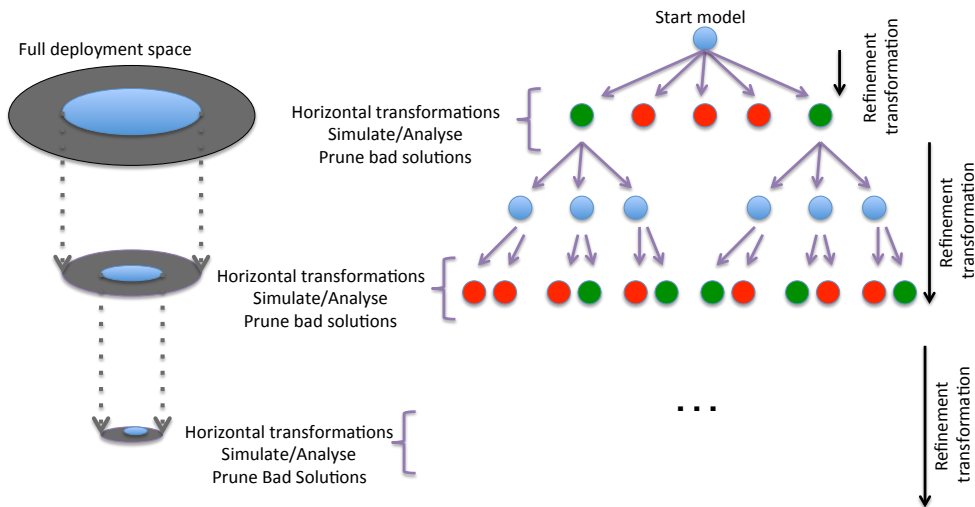 Start model
Full deployment space
Refinement
transformation
Horizontal transformations
Simulate/Analyse
Prune bad solutions
Refinement
transformation
Horizontal transformations
Simulate/Analyse
Prune bad solutions
Refinement
transformation
...
Horizontal transformations
Simulate/Analyse
Prune Bad Solutions